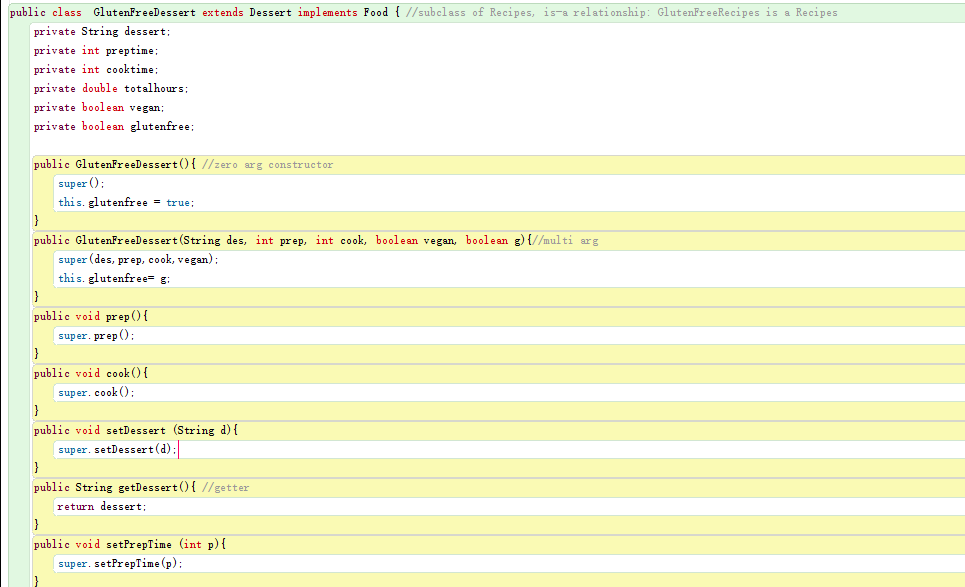 public class  GlutenFreeDessert extends Dessert implements Food { //subclass of Recipes, is-a relationship: GlutenFreeRecipes is a Recipes
private String dessert;
private int preptime;
private int cooktime;
private double totalhours;
private boolean vegan;
private boolean glutenfree;
public GlutenFreeDessert(){ //zero arg constructor
super();
this.glutenfree = true;
}
public GlutenFreeDessert(String des, int prep, int cook, boolean vegan, boolean g){//multi arg
super(des,prep,cook,vegan);
this.glutenfree= g;
}
public void prep(){
super.prep();
}
public void cook(){
super.cook();
}
public void setDessert (String d){
super.setDessert(d);
}
public String getDessert(){ //getter
return dessert;
}
public void setPrepTime (int p){
super.setPrepTime(p);
}